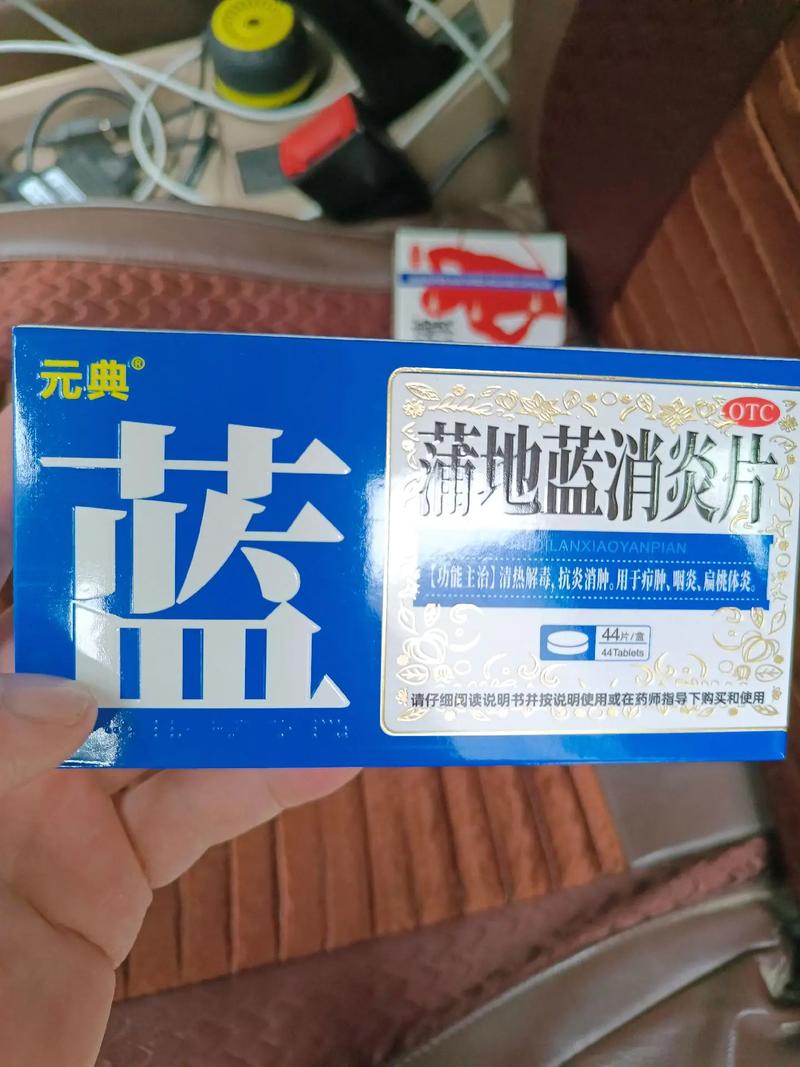 元典®
蓝
OTC
蒲地蓝消炎片
DILANXIAOYANPIAN
【功能主治】清热解毒,抗炎消肿。用于疖肿、咽炎、扁桃体炎。
44片/盒
44Tablets
请仔细阅读说明书并按说明使用或在药师指导下购买和使用